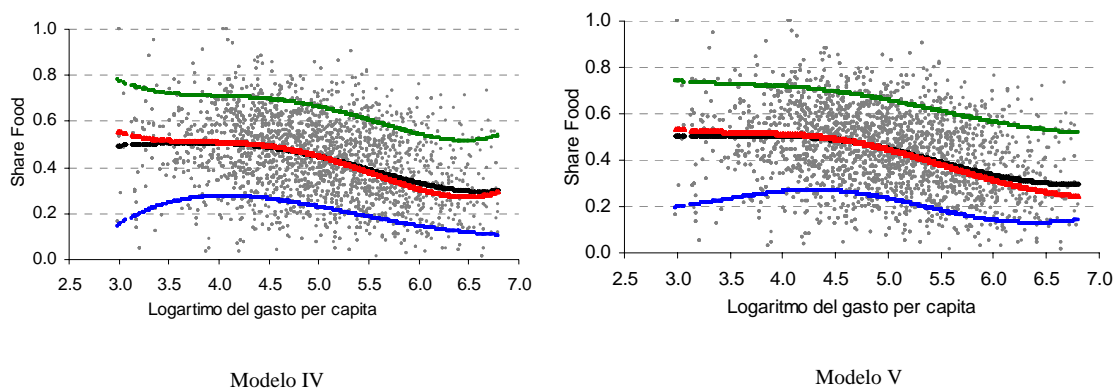 1.0
0.8
0.6
0.4
0.2
0.0
Share Food
2.5 3.0 3.5 4.0 4.5 5.0 5.5 6.0 6.5 7.0
Logartimo del gasto per capita
Modelo IV
1.0
0.8
0.6
0.4
0.2
0.0
Share Food
2.5 3.0 3.5 4.0 4.5 5.0 5.5 6.0 6.5 7.0
Logaritmo del gasto per capita
Modelo V